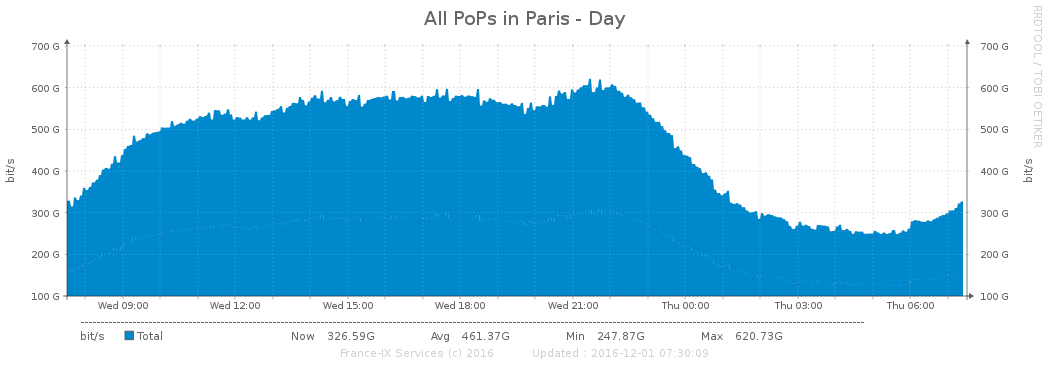 All PoPs in Paris - Day
RRDTOOL / TOBI OETIKER
700 G 700 G
600 G 600 G
500 G 500 G
400 G 400 G
300 G 300 G
200 G 200 G
100 G 100 G
bit/s bit/s
Wed 09:00 Wed 12:00 Wed 15:00 Wed 18:00 Wed 21:00 Thu 00:00 Thu 03:00 Thu 06:00
bit/s Total Now 326.59G Avg 461.37G Min 247.87G Max 620.73G
France-IX Services (c) 2016 Updated : 2016-12-01 07:30:09